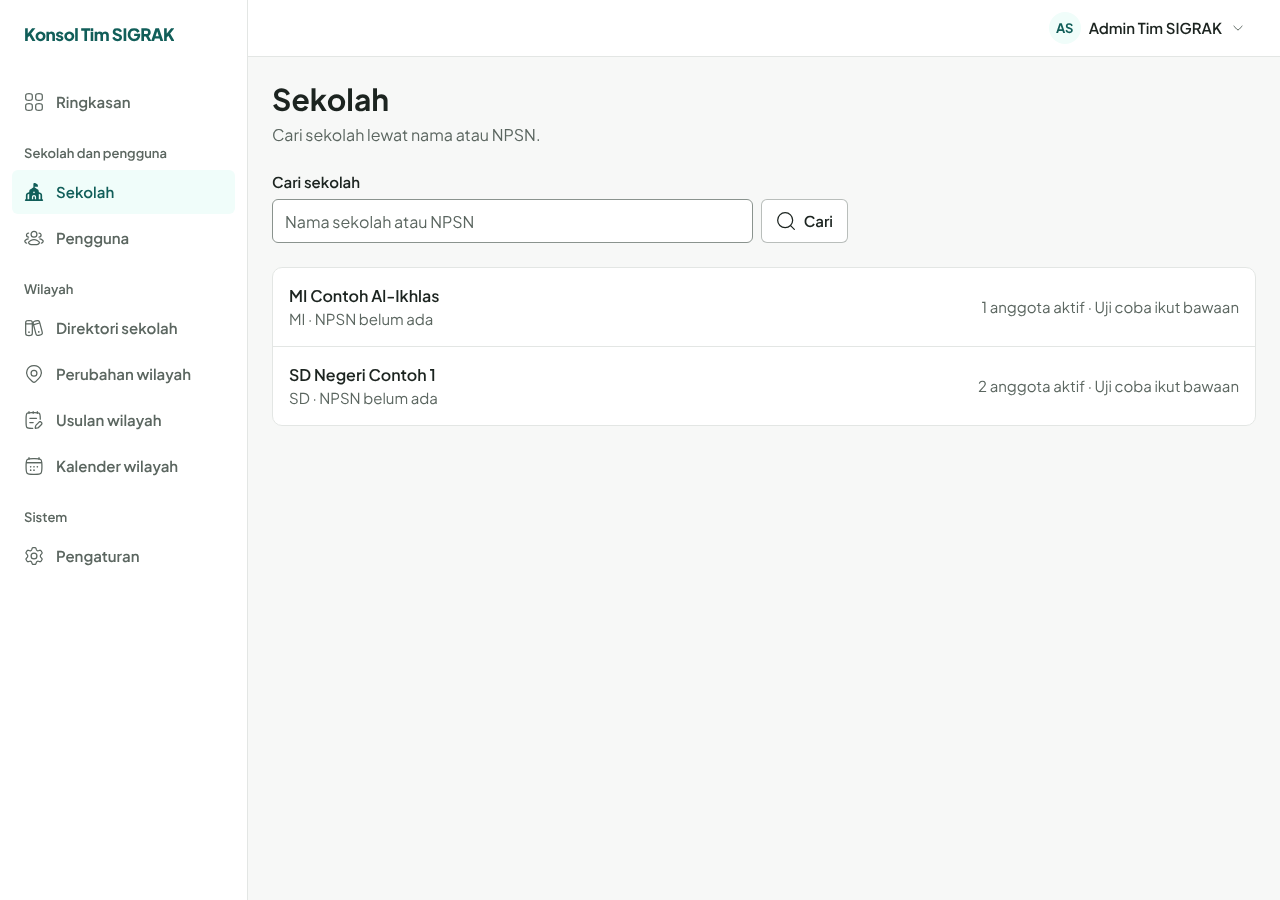 Konsol Tim SIGRAK
AS Admin Tim SIGRAK
Ringkasan
Sekolah dan pengguna
Sekolah
Pengguna
Wilayah
Direktori sekolah
Perubahan wilayah
Usulan wilayah
Kalender wilayah
Sistem
Pengaturan
Sekolah
Cari sekolah lewat nama atau NPSN.
Cari sekolah
Nama sekolah atau NPSN
Cari
MI Contoh Al-Ikhlas
MI · NPSN belum ada
1 anggota aktif · Uji coba ikut bawaan
SD Negeri Contoh 1
SD · NPSN belum ada
2 anggota aktif · Uji coba ikut bawaan